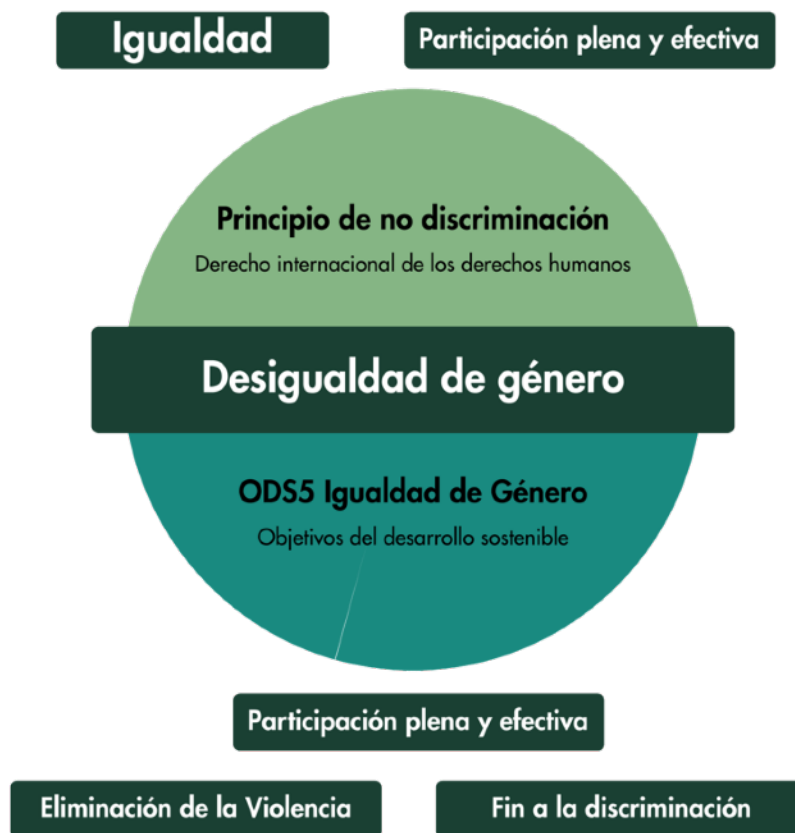 Igualdad
Participación plena y efectiva
Principio de no discriminación
Derecho internacional de los derechos humanos
Desigualdad de género
ODS5 Igualdad de Género
Objetivos del desarrollo sostenible
Participación plena y efectiva
Eliminación de la Violencia
Fin a la discriminación